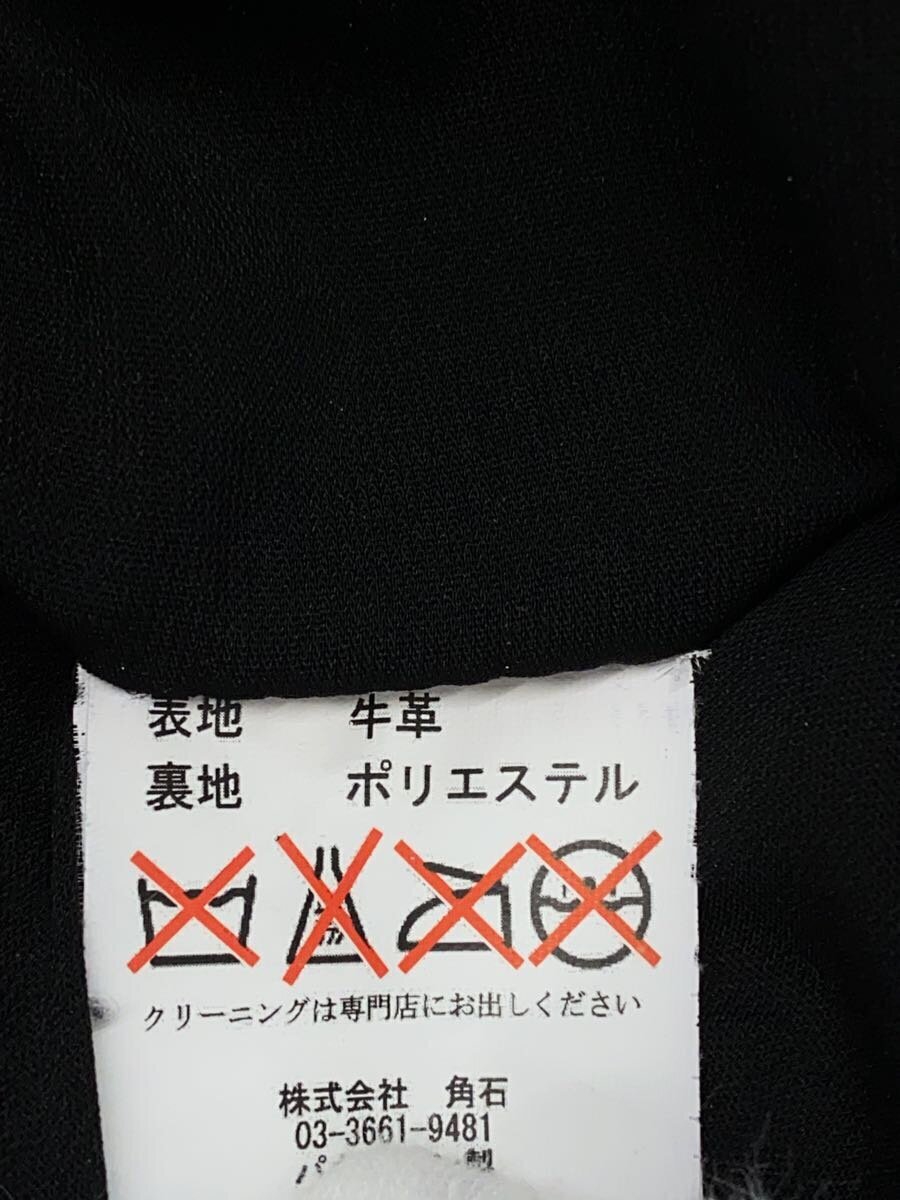 表地 牛革
裏地 ポリエステル
クリーニングは専門店にお出しください
株式会社 角石
03-3661-9481
パ 製